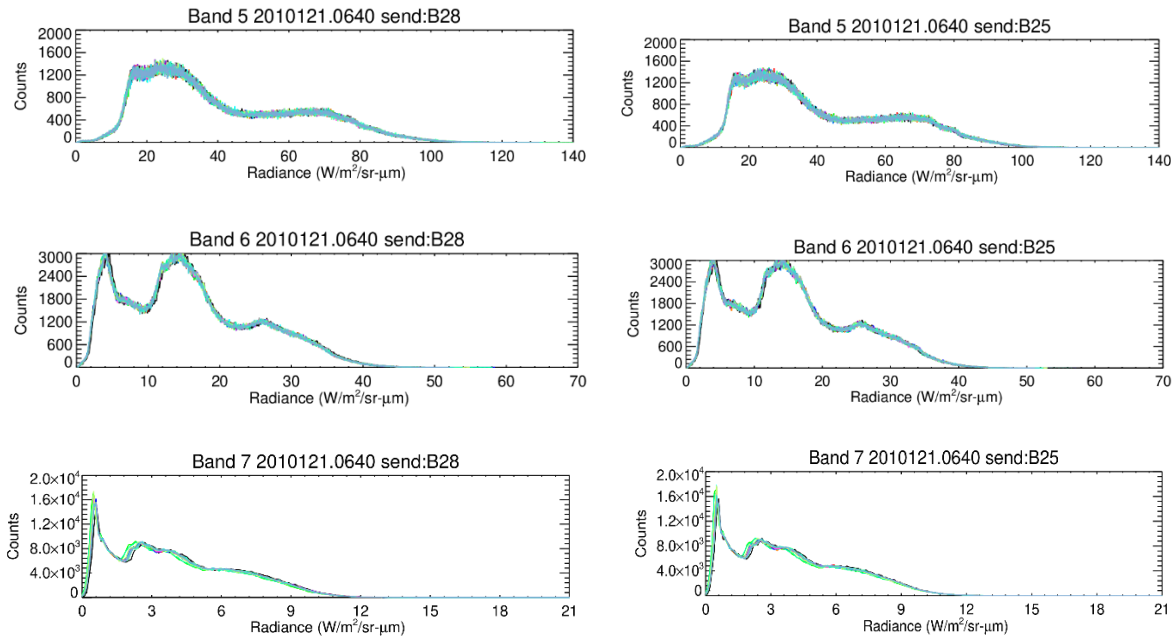 Band 5 2010121.0640 send:B28
2000
1600
1200
800
400
0
Counts
0 20 40 60 80 100 120 140
Radiance (W/m²/sr-μm)
Band 5 2010121.0640 send:B25
2000
1600
1200
800
400
0
Counts
0 20 40 60 80 100 120 140
Radiance (W/m²/sr-μm)
Band 6 2010121.0640 send:B28
3000
2400
1800
1200
600
0
Counts
0 10 20 30 40 50 60 70
Radiance (W/m²/sr-μm)
Band 6 2010121.0640 send:B25
3000
2400
1800
1200
600
0
Counts
0 10 20 30 40 50 60 70
Radiance (W/m²/sr-μm)
Band 7 2010121.0640 send:B28
2.0×10⁴
1.6×10⁴
1.2×10⁴
8.0×10³
4.0×10³
0
Counts
0 3 6 9 12 15 18 21
Radiance (W/m²/sr-μm)
Band 7 2010121.0640 send:B25
2.0×10⁴
1.6×10⁴
1.2×10⁴
8.0×10³
4.0×10³
0
Counts
0 3 6 9 12 15 18 21
Radiance (W/m²/sr-μm)